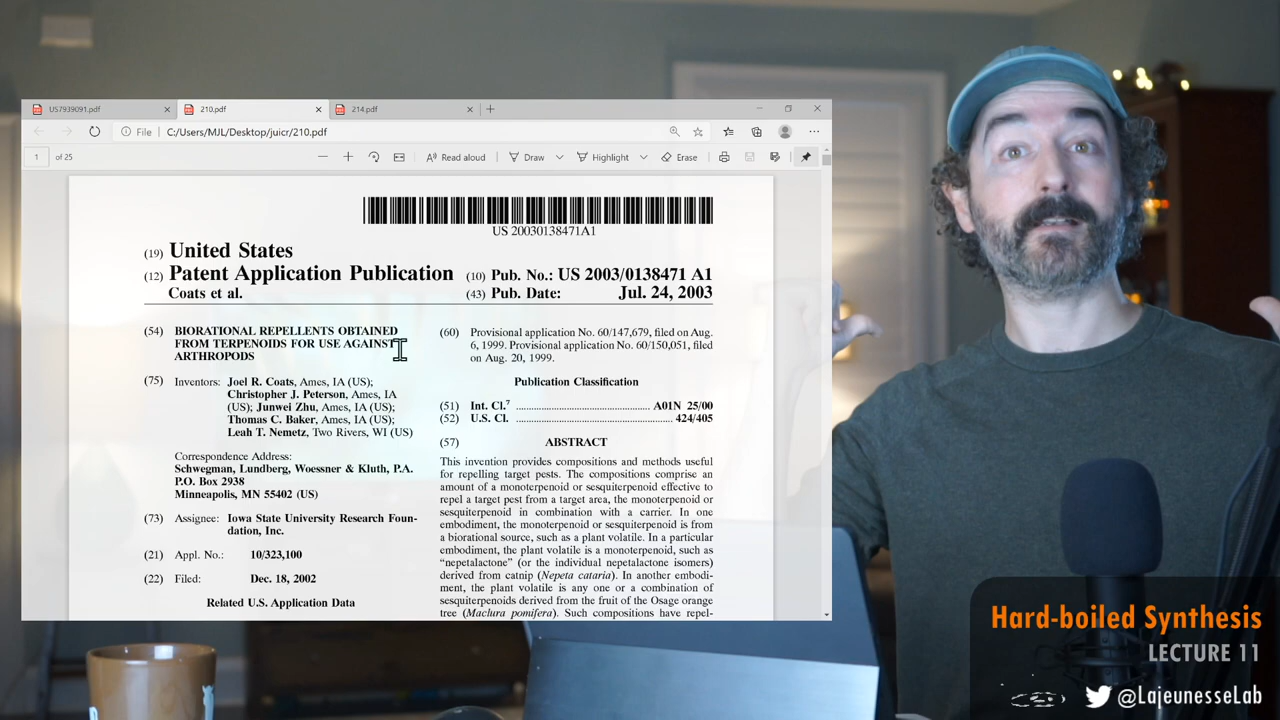 US7939091.pdf
210.pdf
214.pdf
File
C:/Users/MJL/Desktop/juicr/210.pdf
1 of 25
Read aloud
Draw
Highlight
Erase
US 20030138471A1
(19) United States
(12) Patent Application Publication
Coats et al.
(10) Pub. No.: US 2003/0138471 A1
(43) Pub. Date: Jul. 24, 2003
(54) BIORATIONAL REPELLENTS OBTAINED
FROM TERPENOIDS FOR USE AGAINST
ARTHROPODS
(75) Inventors: Joel R. Coats, Ames, IA (US);
Christopher J. Peterson, Ames, IA
(US); Junwei Zhu, Ames, IA (US);
Thomas C. Baker, Ames, IA (US);
Leah T. Nemetz, Two Rivers, WI (US)
Correspondence Address:
Schwegman, Lundberg, Woessner & Kluth, P.A.
P.O. Box 2938
Minneapolis, MN 55402 (US)
(73) Assignee: Iowa State University Research Foun-
dation, Inc.
(21) Appl. No.: 10/323,100
(22) Filed: Dec. 18, 2002
Related U.S. Application Data
(60) Provisional application No. 60/147,679, filed on Aug.
6, 1999. Provisional application No. 60/150,051, filed
on Aug. 20, 1999.
Publication Classification
(51) Int. Cl.7 ........................................ A01N 25/00
(52) U.S. Cl. ........................................ 424/405
(57) ABSTRACT
This invention provides compositions and methods useful
for repelling target pests. The compositions comprise an
amount of a monoterpenoid or sesquiterpenoid effective to
repel a target pest from a target area, the monoterpenoid or
sesquiterpenoid in combination with a carrier. In one
embodiment, the monoterpenoid or sesquiterpenoid is from
a biorational source, such as a plant volatile. In a particular
embodiment, the plant volatile is a monoterpenoid, such as
“nepetalactone” (or the individual nepetalactone isomers)
derived from catnip (Nepeta cataria). In another embodi-
ment, the plant volatile is any one or a combination of
sesquiterpenoids derived from the fruit of the Osage orange
tree (Maclura pomifera). Such compositions have repel-
Hard-boiled Synthesis
LECTURE 11
@LajeunesseLab